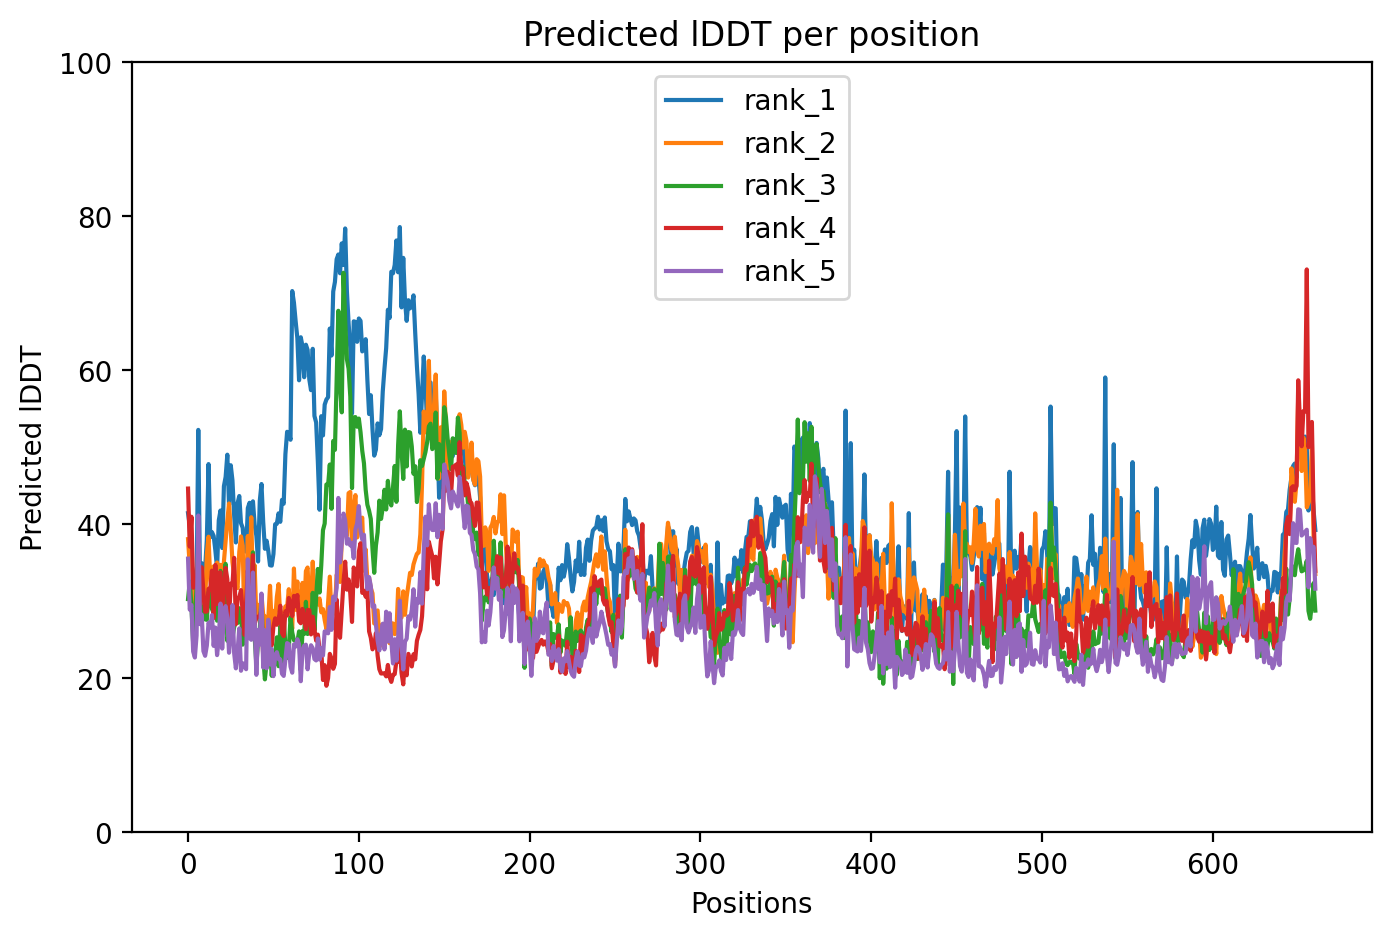 Predicted lDDT per position
100
80
60
40
20
0
Predicted lDDT
rank_1
rank_2
rank_3
rank_4
rank_5
0 100 200 300 400 500 600
Positions